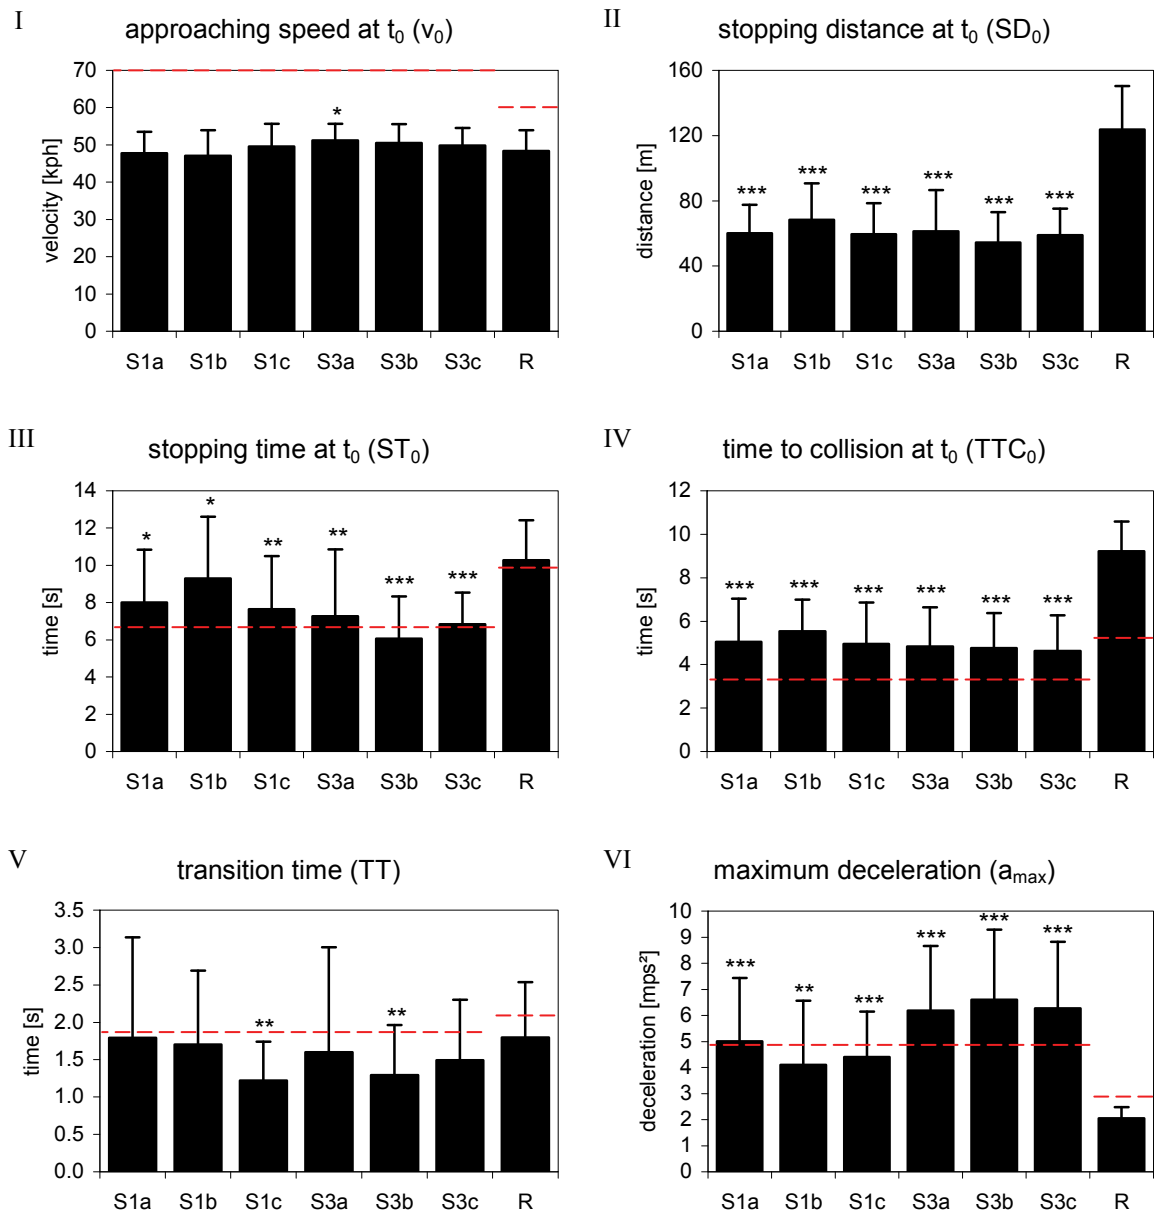 I
approaching speed at t₀ (v₀)
velocity [kph]
70
60
50
40
30
20
10
0
*
S1a S1b S1c S3a S3b S3c R
II
stopping distance at t₀ (SD₀)
distance [m]
160
120
80
40
0
*** *** *** *** *** ***
S1a S1b S1c S3a S3b S3c R
III
stopping time at t₀ (ST₀)
time [s]
14
12
10
8
6
4
2
0
* * ** ** *** ***
S1a S1b S1c S3a S3b S3c R
IV
time to collision at t₀ (TTC₀)
time [s]
12
10
8
6
4
2
0
*** *** *** *** *** ***
S1a S1b S1c S3a S3b S3c R
V
transition time (TT)
time [s]
3.5
3.0
2.5
2.0
1.5
1.0
0.5
0.0
** **
S1a S1b S1c S3a S3b S3c R
VI
maximum deceleration (aₘₐₓ)
deceleration [mps²]
10
9
8
7
6
5
4
3
2
1
0
*** ** *** *** *** ***
S1a S1b S1c S3a S3b S3c R